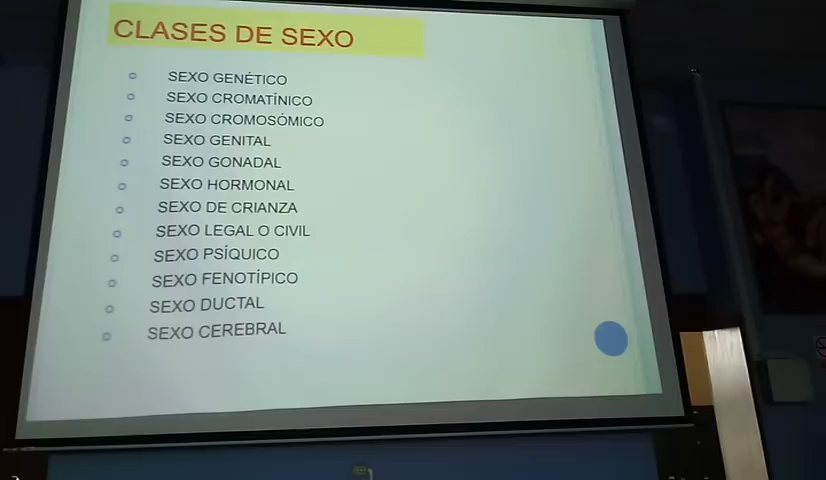 CLASES DE SEXO
SEXO GENÉTICO
SEXO CROMATÍNICO
SEXO CROMOSÓMICO
SEXO GENITAL
SEXO GONADAL
SEXO HORMONAL
SEXO DE CRIANZA
SEXO LEGAL O CIVIL
SEXO PSÍQUICO
SEXO FENOTÍPICO
SEXO DUCTAL
SEXO CEREBRAL